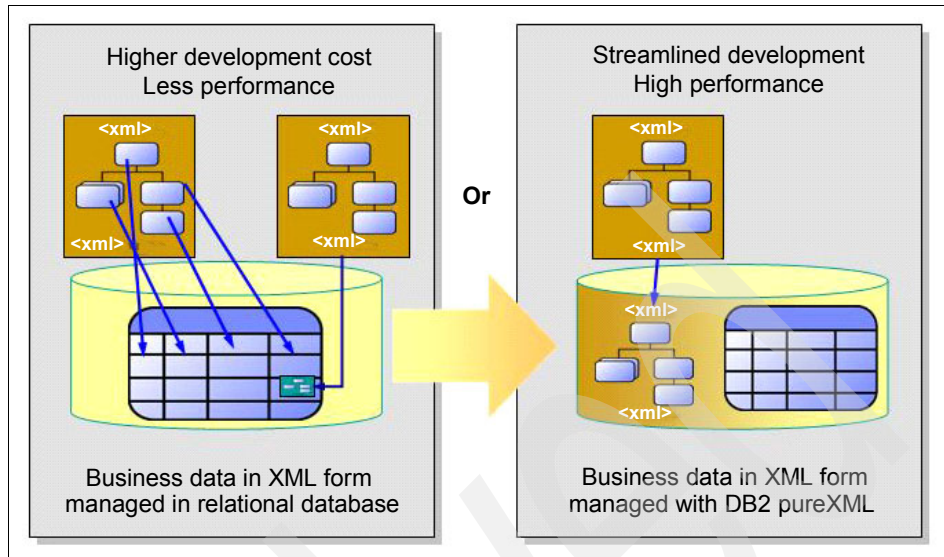 Higher development cost
Less performance
<xml>
<xml>
<xml>
<xml>
Business data in XML form
managed in relational database
Or
Streamlined development
High performance
<xml>
<xml>
<xml>
<xml>
Business data in XML form
managed with DB2 pureXML